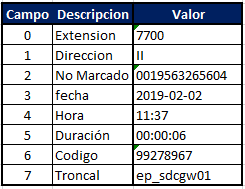 Campo Descripcion Valor
0 Extension 7700
1 Direccion II
2 No Marcado 0019563265604
3 fecha 2019-02-02
4 Hora 11:37
5 Duración 00:00:06
6 Codigo 99278967
7 Troncal ep_sdcgw01